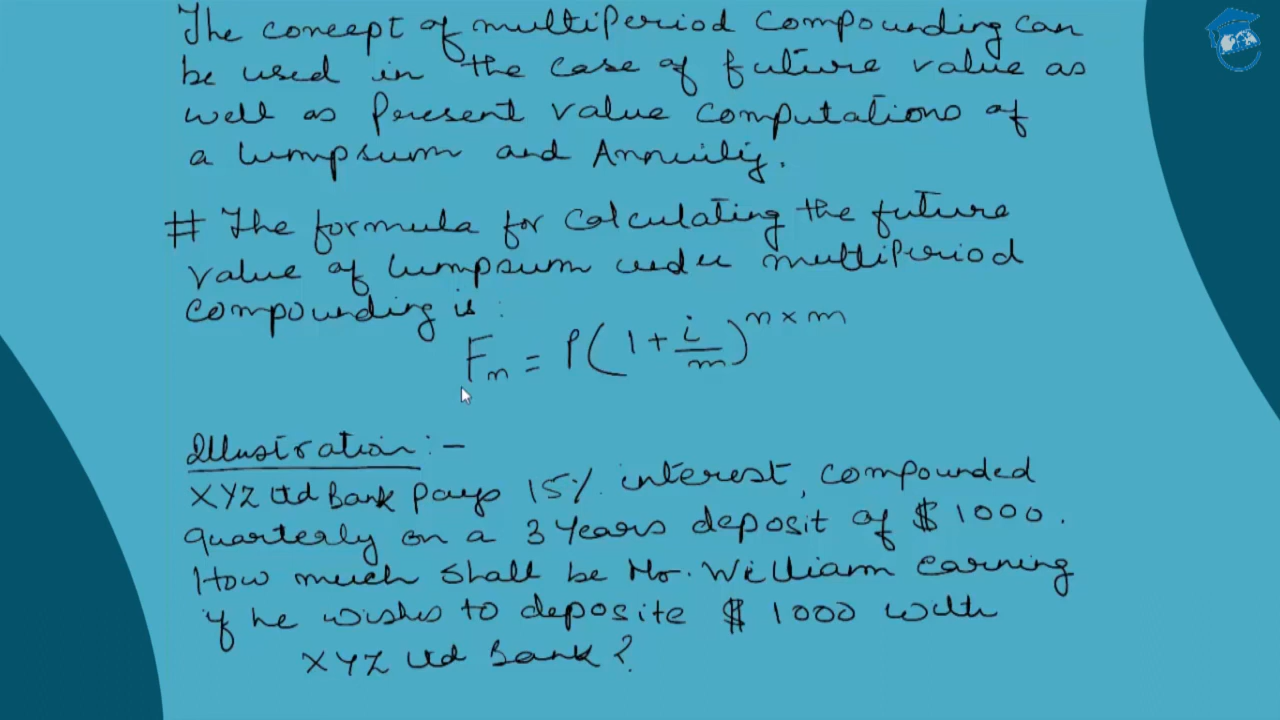 The concept of multiperiod compounding can
be used in the case of future value as
well as Present value computations of
a lumpsum and Annuity.
# The formula for calculating the future
value of lumpsum under multiperiod
compounding is :
Fn = P(1 + i/m)^n×m
Illustration :-
XYZ Ltd Bank pays 15% interest, compounded
quarterly on a 3 Years deposit of $ 1000.
How much shall be Mr. William earning
if he wishes to deposite $ 1000 with
XYZ Ltd Bank?